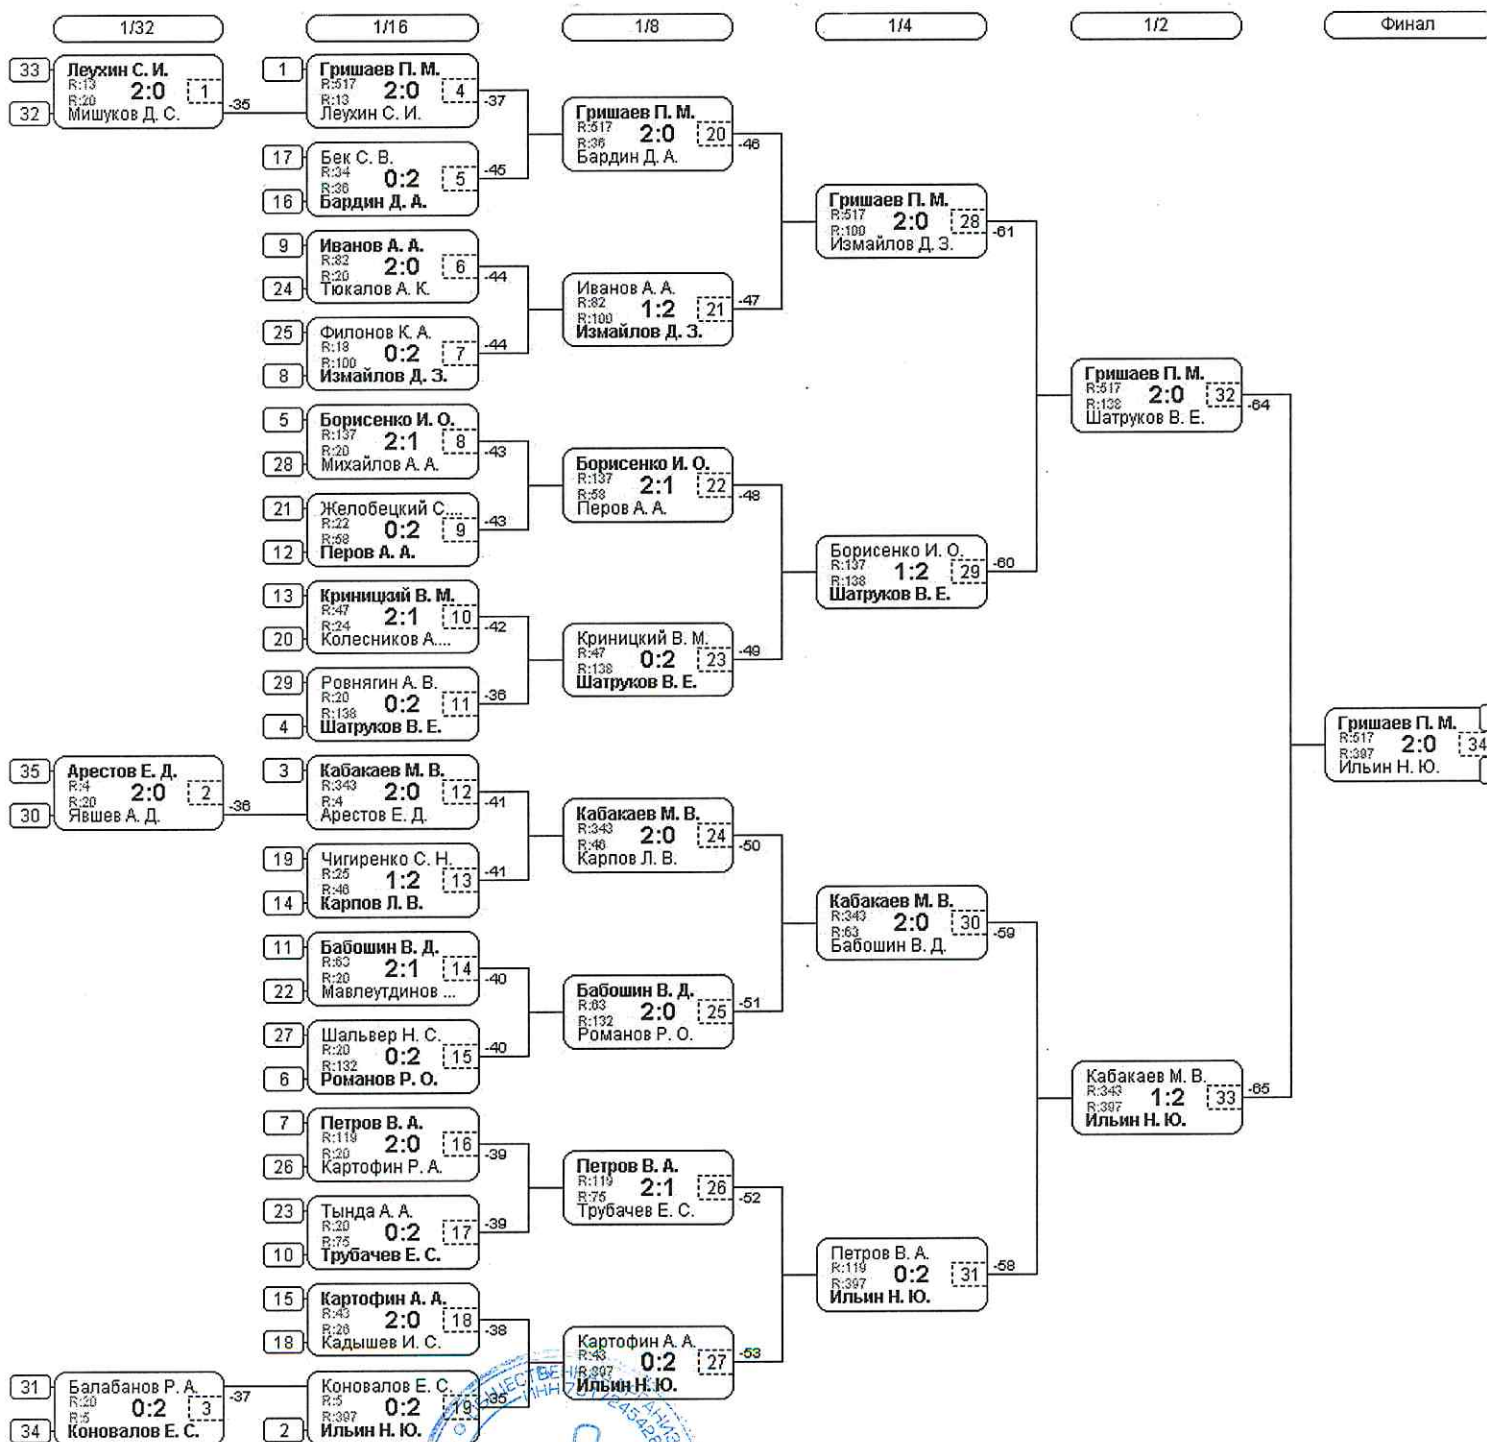 1/32
1/16
1/8
1/4
1/2
Финал
33
Леухин С. И.
R:13
2:0
1
R:20
32
Мишуков Д. С.
-35
35
Арестов Е. Д.
R:4
2:0
2
R:20
30
Явшев А. Д.
-36
31
Балабанов Р. А.
R:20
0:2
3
R:5
34
Коновалов Е. С.
-37
1
Гришаев П. М.
R:517
2:0
4
R:13
Леухин С. И.
-37
17
Бек С. В.
R:34
0:2
5
R:36
16
Бардин Д. А.
-45
9
Иванов А. А.
R:82
2:0
6
R:20
24
Тюкалов А. К.
-44
25
Филонов К. А.
R:18
0:2
7
R:100
8
Измайлов Д. З.
-44
5
Борисенко И. О.
R:137
2:1
8
R:20
28
Михайлов А. А.
-43
21
Желобецкий С....
R:22
0:2
9
R:58
12
Перов А. А.
-43
13
Криницкий В. М.
R:47
2:1
10
R:24
20
Колесников А....
-42
29
Ровнягин А. В.
R:20
0:2
11
R:138
4
Шатруков В. Е.
-36
3
Кабакаев М. В.
R:343
2:0
12
R:4
Арестов Е. Д.
-41
19
Чигиренко С. Н.
R:25
1:2
13
R:46
14
Карпов Л. В.
-41
11
Бабошин В. Д.
R:63
2:1
14
R:20
22
Мавлеутдинов ...
-40
27
Шальвер Н. С.
R:20
0:2
15
R:132
6
Романов Р. О.
-40
7
Петров В. А.
R:119
2:0
16
R:20
26
Картофин Р. А.
-39
23
Тында А. А.
R:20
0:2
17
R:75
10
Трубачев Е. С.
-39
15
Картофин А. А.
R:43
2:0
18
R:26
18
Кадышев И. С.
-38
Коновалов Е. С.
R:5
0:2
19
R:397
2
Ильин Н. Ю.
-35
Гришаев П. М.
R:517
2:0
20
R:36
Бардин Д. А.
-46
Иванов А. А.
R:82
1:2
21
R:100
Измайлов Д. З.
-47
Борисенко И. О.
R:137
2:1
22
R:58
Перов А. А.
-48
Криницкий В. М.
R:47
0:2
23
R:138
Шатруков В. Е.
-49
Кабакаев М. В.
R:343
2:0
24
R:46
Карпов Л. В.
-50
Бабошин В. Д.
R:63
2:0
25
R:132
Романов Р. О.
-51
Петров В. А.
R:119
2:1
26
R:75
Трубачев Е. С.
-52
Картофин А. А.
R:43
0:2
27
R:397
Ильин Н. Ю.
-53
Гришаев П. М.
R:517
2:0
28
R:100
Измайлов Д. З.
-61
Борисенко И. О.
R:137
1:2
29
R:138
Шатруков В. Е.
-60
Кабакаев М. В.
R:343
2:0
30
R:63
Бабошин В. Д.
-59
Петров В. А.
R:119
0:2
31
R:397
Ильин Н. Ю.
-58
Гришаев П. М.
R:517
2:0
32
R:138
Шатруков В. Е.
-64
Кабакаев М. В.
R:343
1:2
33
R:397
Ильин Н. Ю.
-65
Гришаев П. М.
R:517
2:0
34
R:397
Ильин Н. Ю.